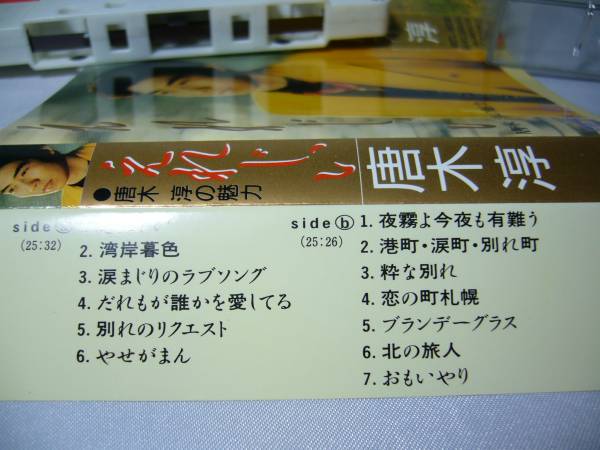 淳
えれじい
●唐木 淳の魅力
唐木淳
side ⓐ
(25:32)
2. 湾岸暮色
3. 涙まじりのラブソング
4. だれもが誰かを愛してる
5. 別れのリクエスト
6. やせがまん
side ⓑ
(25:26)
1. 夜霧よ今夜も有難う
2. 港町・涙町・別れ町
3. 粋な別れ
4. 恋の町札幌
5. ブランデーグラス
6. 北の旅人
7. おもいやり